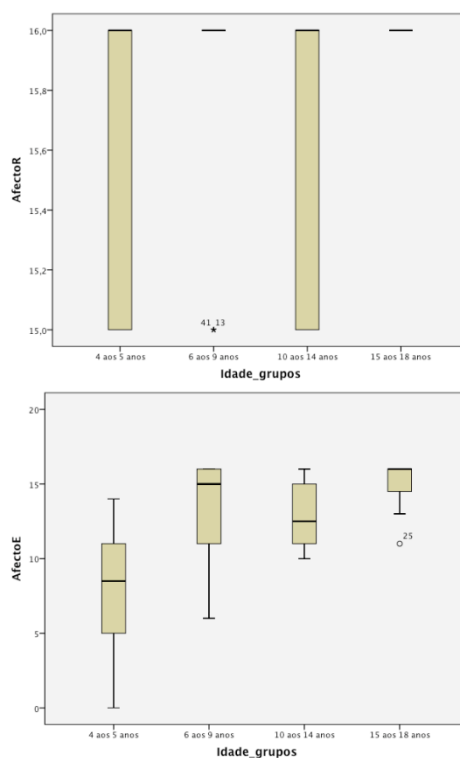 16,0
15,8
15,6
15,4
15,2
15,0
AfectoR
41 13
4 aos 5 anos 6 aos 9 anos 10 aos 14 anos 15 aos 18 anos
Idade_grupos
20
15
10
5
0
AfectoE
25
4 aos 5 anos 6 aos 9 anos 10 aos 14 anos 15 aos 18 anos
Idade_grupos